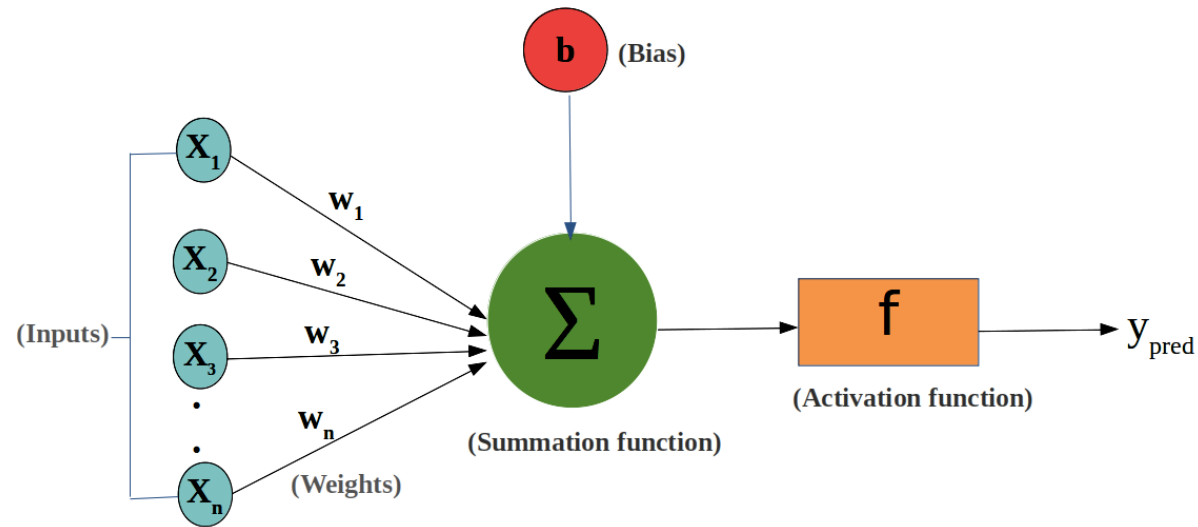 b (Bias)
X1
w1
X2
w2
(Inputs)
X3
w3
.
.
Xn
wn
(Weights)
Σ
(Summation function)
f
(Activation function)
ypred